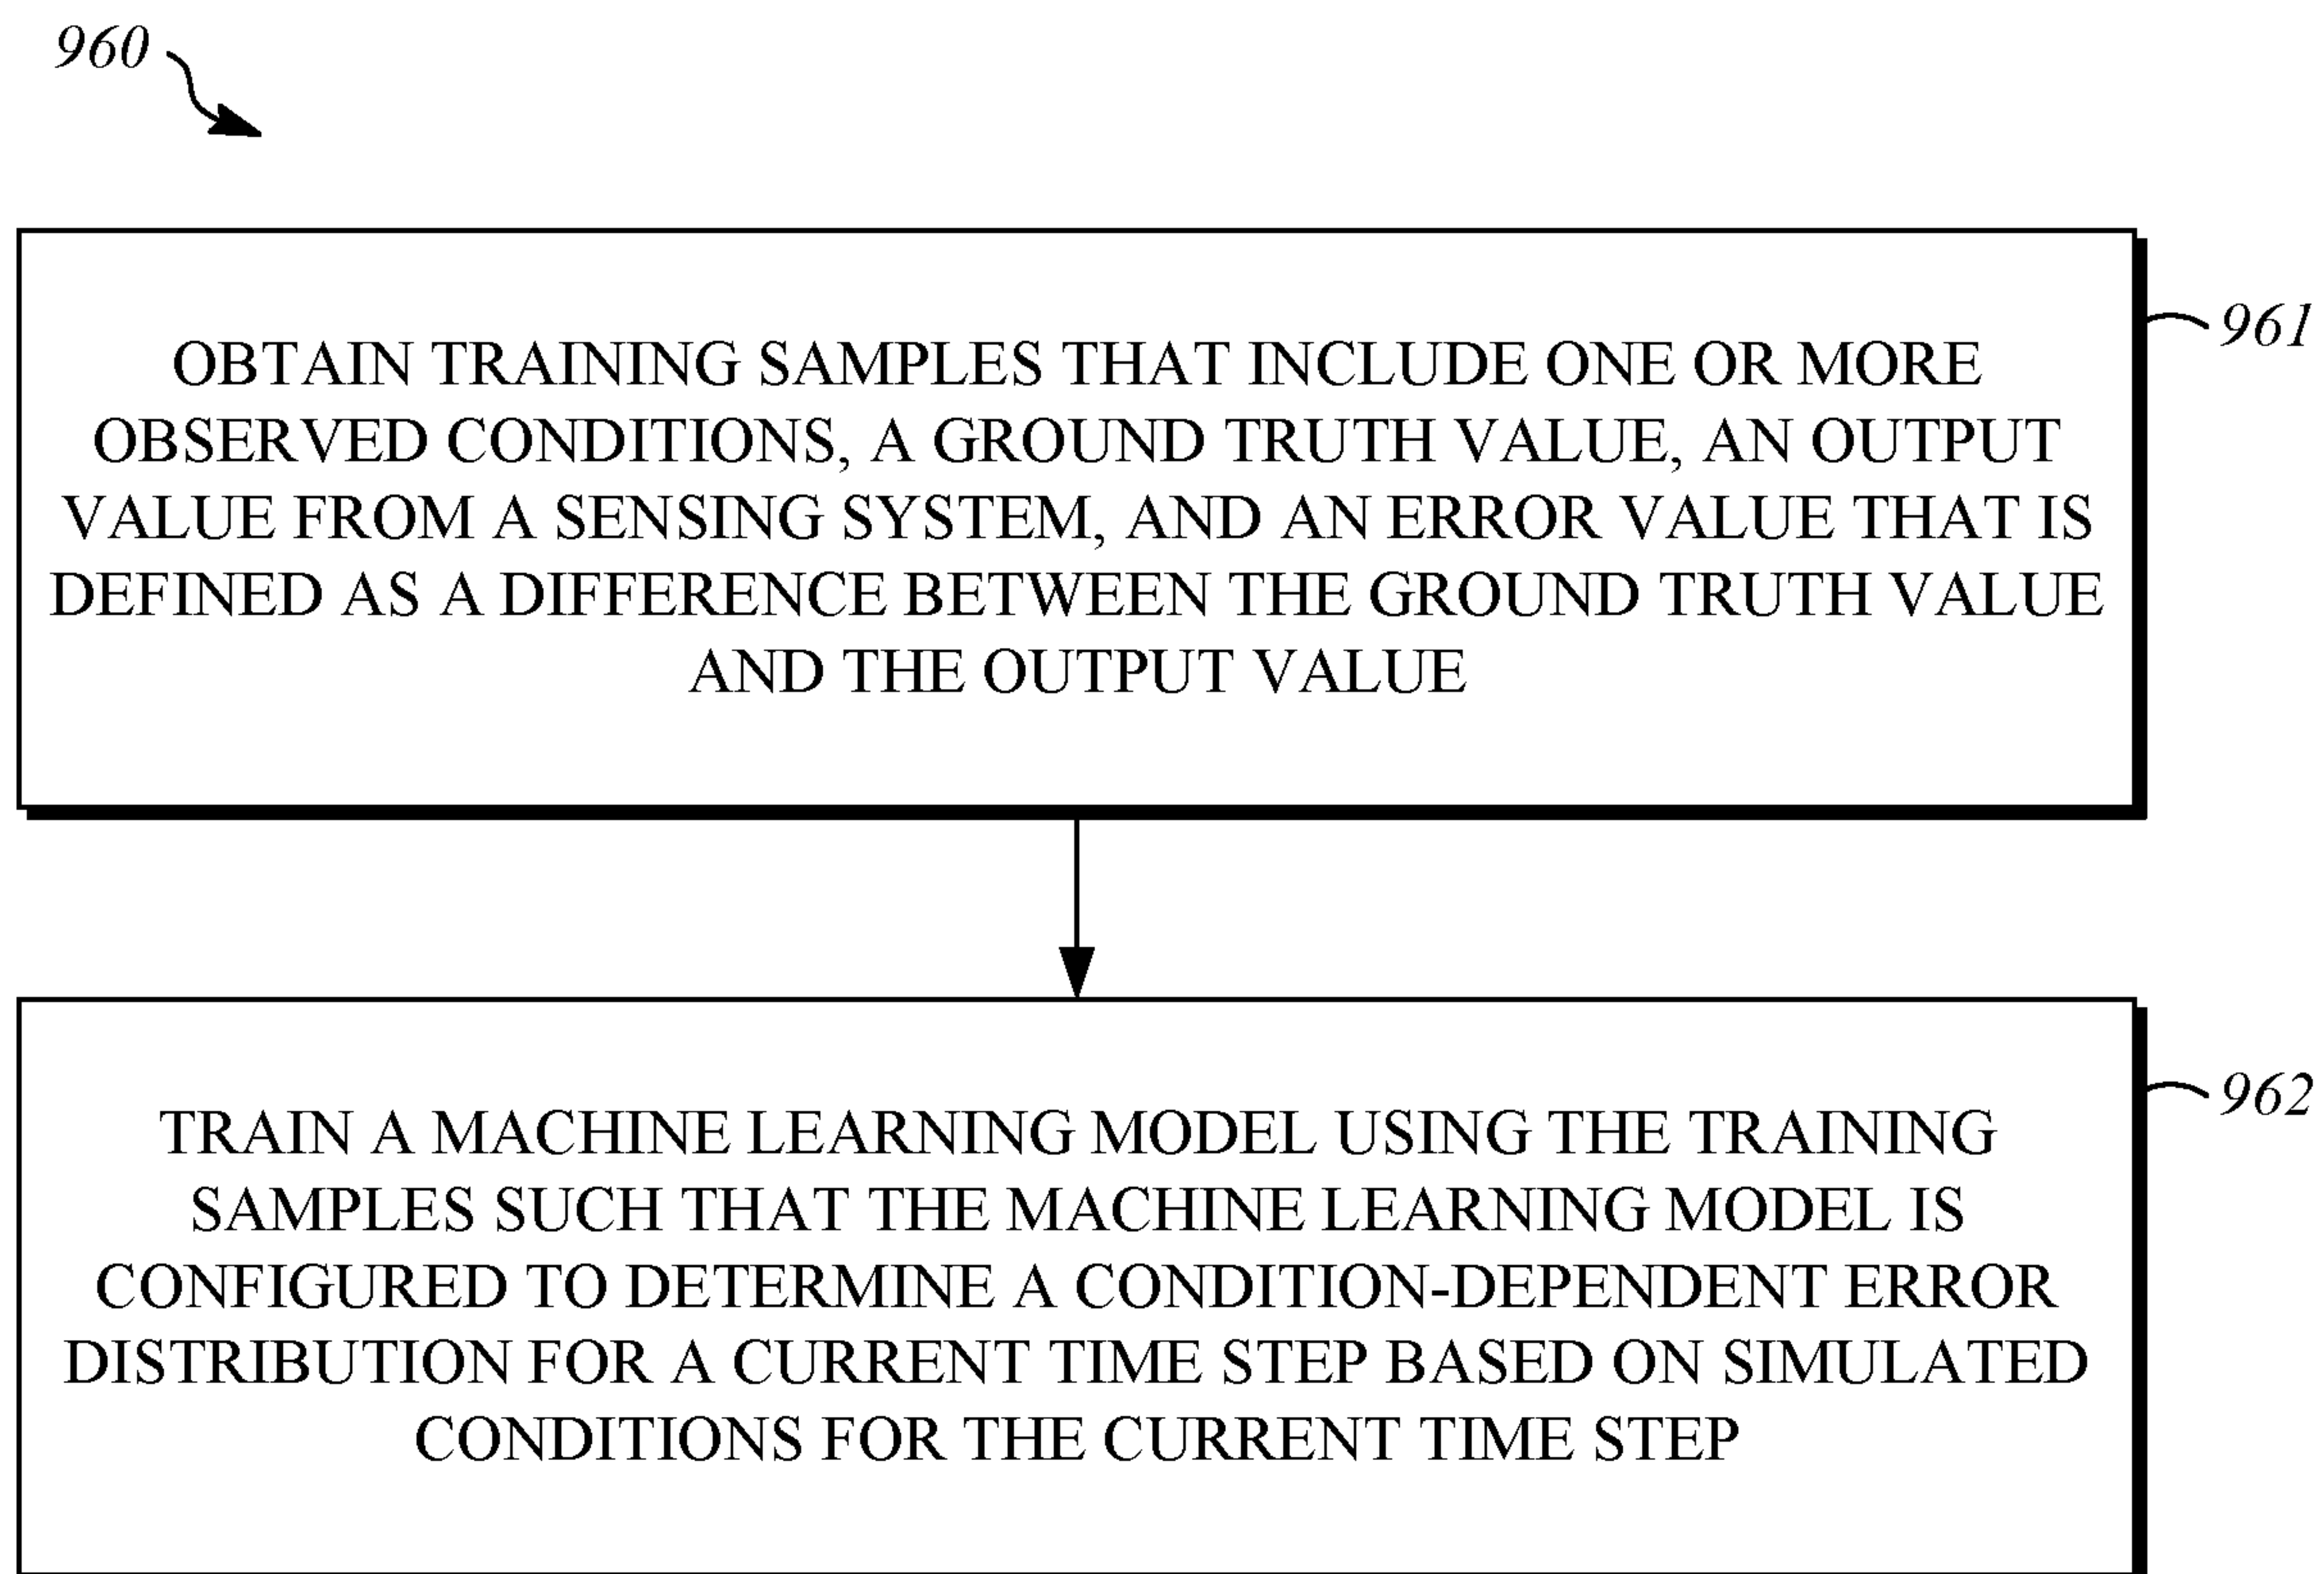 960
OBTAIN TRAINING SAMPLES THAT INCLUDE ONE OR MORE
OBSERVED CONDITIONS, A GROUND TRUTH VALUE, AN OUTPUT
VALUE FROM A SENSING SYSTEM, AND AN ERROR VALUE THAT IS
DEFINED AS A DIFFERENCE BETWEEN THE GROUND TRUTH VALUE
AND THE OUTPUT VALUE
961
TRAIN A MACHINE LEARNING MODEL USING THE TRAINING
SAMPLES SUCH THAT THE MACHINE LEARNING MODEL IS
CONFIGURED TO DETERMINE A CONDITION-DEPENDENT ERROR
DISTRIBUTION FOR A CURRENT TIME STEP BASED ON SIMULATED
CONDITIONS FOR THE CURRENT TIME STEP
962